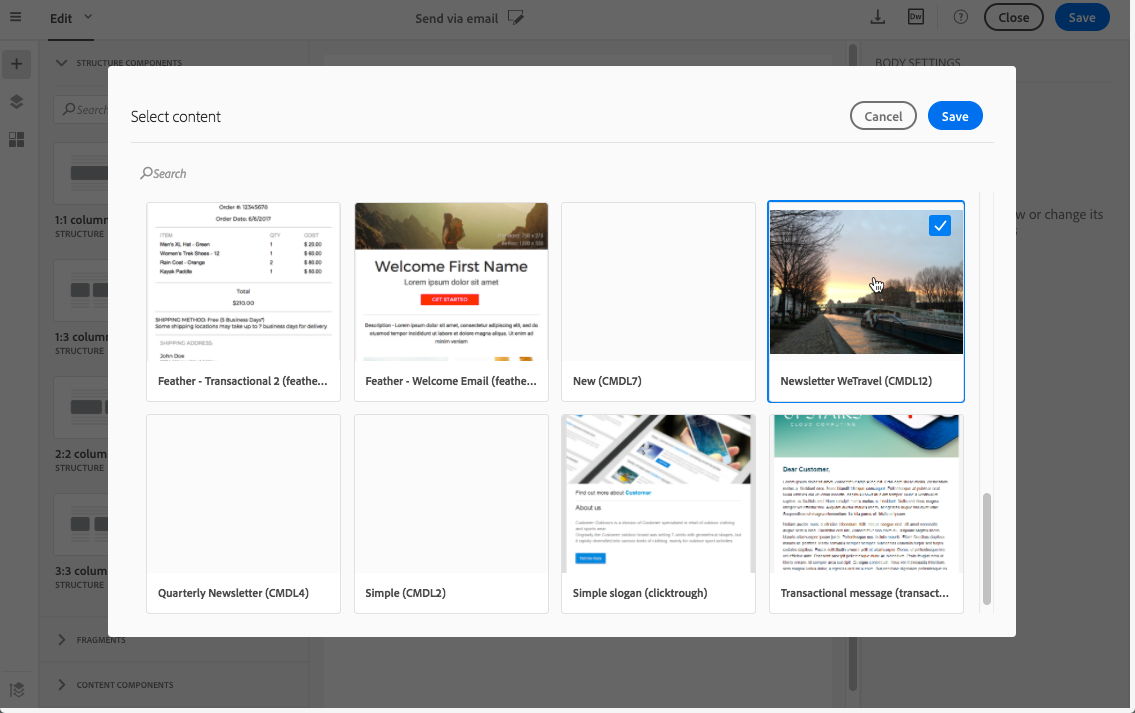 Edit
Send via email
Dw
?
Close
Save
STRUCTURE COMPONENTS
BODY SETTINGS
Search
1:1 column
STRUCTURE
1:3 colum
STRUCTURE
2:2 colum
STRUCTURE
3:3 colum
STRUCTURE
FRAGMENTS
CONTENT COMPONENTS
w or change its
Select content
Cancel
Save
Search
Order #: 12345678
Order Date: 6/6/2017
ITEM QTY COST
Men's XL Hat - Green 1 $ 20.00
Women's Trek Shoes - 12 1 $ 60.00
Rain Coat - Orange 2 $ 80.00
Kayak Paddle 1 $ 50.00
Total
$210.00
SHIPPING METHOD: Free (5 Business Days*)
Some shipping locations may take up to 7 business days for delivery
SHIPPING ADDRESS:
John Doe
Feather - Transactional 2 (feathe...
Welcome First Name
Lorem ipsum dolor sit amet
GET STARTED
Description - Lorem ipsum dolor sit amet, consectetur adipiscing elit, sed do
eiusmod tempor incididunt ut labore et dolore magna aliqua. Ut enim ad
minim veniam
Feather - Welcome Email (feathe...
New (CMDL7)
Newsletter WeTravel (CMDL12)
Quarterly Newsletter (CMDL4)
Simple (CMDL2)
Find out more about Customer
About us
Simple slogan (clicktrough)
UPSTAIRS
CLOUD COMPUTING
Dear Customer,
Transactional message (transact...